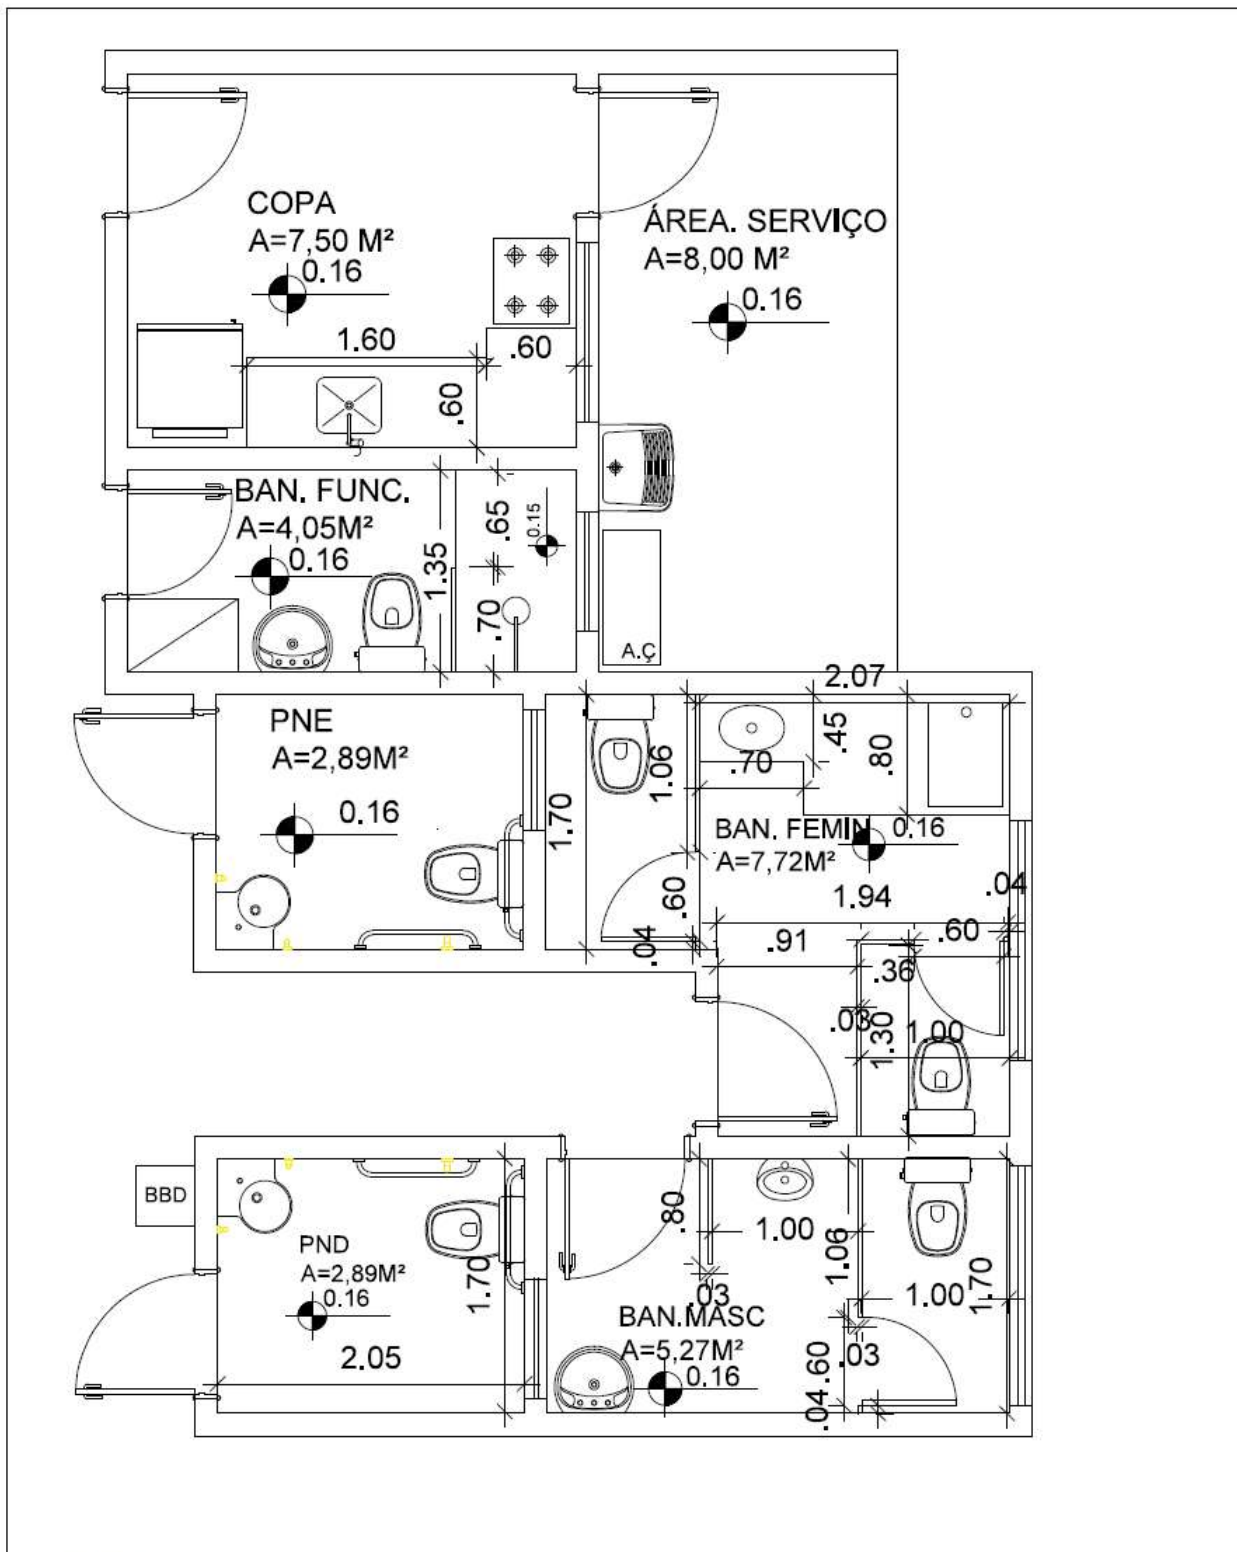 COPA
A=7,50 M²
0.16
ÁREA. SERVIÇO
A=8,00 M²
0.16
1.60
.60
.60
BAN. FUNC.
A=4,05M²
0.16
1.35
.65
0.15
.70
A.Ç
2.07
PNE
A=2,89M²
0.16
1.06
.70
.45
.80
1.70
BAN. FEMIN
A=7,72M²
0.16
.60
.04
1.94
.04
.91
.60
.36
.03
1.30
1.00
BBD
PND
A=2,89M²
0.16
1.70
2.05
.80
1.00
1.06
.03
BAN.MASC
A=5,27M²
0.16
1.00
1.70
.03
.60
.04